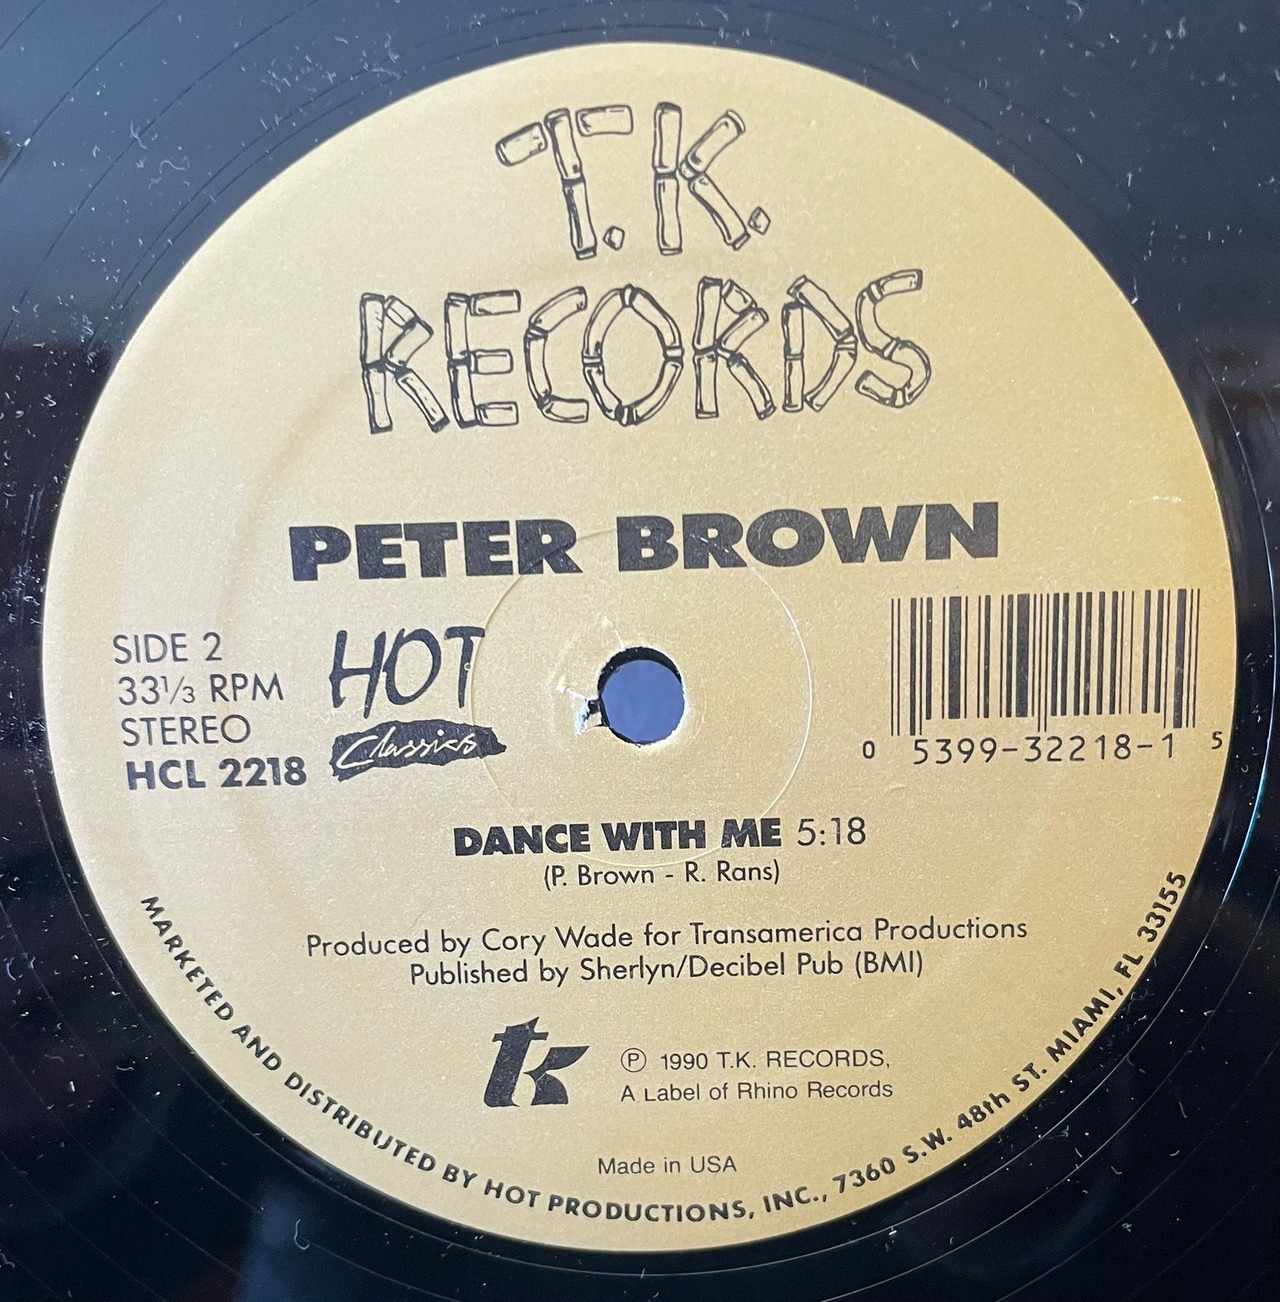 T.K.
RECORDS
PETER BROWN
SIDE 2
33 1/3 RPM
STEREO
HCL 2218
HOT
Classics
0 5399-32218-1 5
DANCE WITH ME 5:18
(P. Brown - R. Rans)
Produced by Cory Wade for Transamerica Productions
Published by Sherlyn/Decibel Pub (BMI)
tk
℗ 1990 T.K. RECORDS,
A Label of Rhino Records
Made in USA
MARKETED AND DISTRIBUTED BY HOT PRODUCTIONS, INC., 7360 S.W. 48th ST. MIAMI, FL 33155